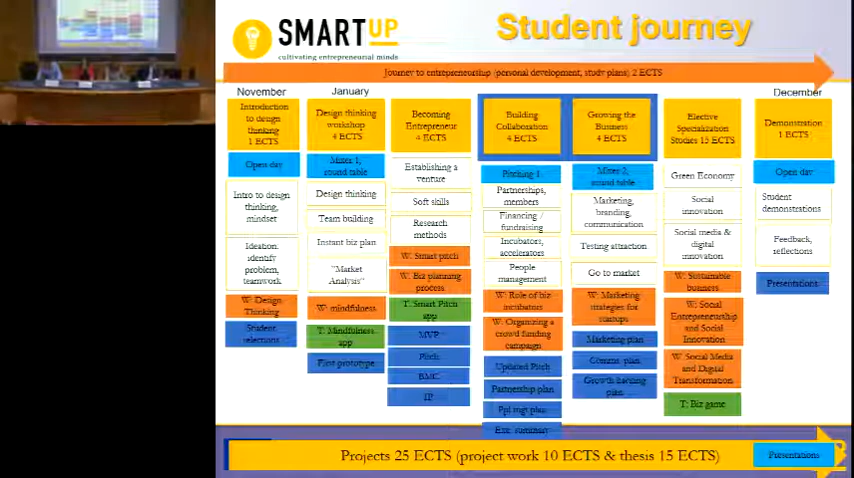 SMARTUP
cultivating entrepreneurial minds
Student journey
Journey to entrepreneurship (personal development, study plans) 2 ECTS
November
Introduction
to design
thinking
1 ECTS
Open day
Intro to design
thinking,
mindset
Ideation:
identify
problem,
teamwork
W: Design
Thinking
Student
selections
January
Design thinking
workshop
4 ECTS
Mixer 1,
round table
Design thinking
Team building
Instant biz plan
"Market
Analysis"
W: mindfulness
T: Mindfulness
app
First prototype
Becoming
Entrepreneur
4 ECTS
Establishing a
venture
Soft skills
Research
methods
W: Smart pitch
W: Biz planning
process
T: Smart Pitch
app
MVP
Pitch
BMC
IP
Building
Collaboration
4 ECTS
Pitching 1
Partnerships,
members
Financing /
fundraising
Incubators,
accelerators
People
management
W: Role of biz
incubators
W: Organizing a
crowd funding
campaign
Updated Pitch
Partnership plan
Ppl mgt plan
Exe. summary
Growing the
Business
4 ECTS
Mixer 2,
round table
Marketing,
branding,
communication
Testing attraction
Go to market
W: Marketing
strategies for
startups
Marketing plan
Comms. plan
Growth hacking
plan
Elective
Specialization
Studies 15 ECTS
Green Economy
Social
innovation
Social media &
digital
innovation
W: Sustainable
business
W: Social
Entrepreneurship
and Social
Innovation
W: Social Media
and Digital
Transformation
T: Biz game
December
Demonstration
1 ECTS
Open day
Student
demonstrations
Feedback,
reflections
Presentations
Projects 25 ECTS (project work 10 ECTS & thesis 15 ECTS)
Presentations